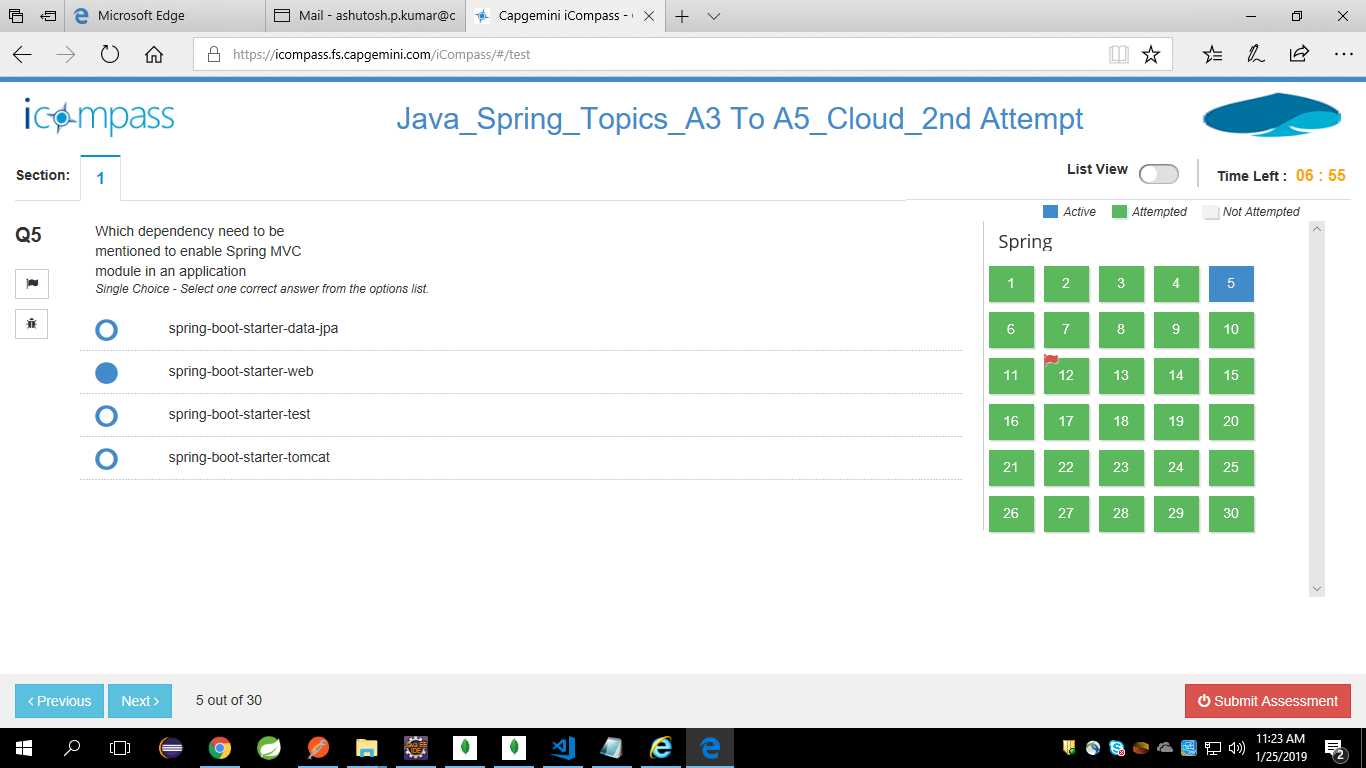 Microsoft Edge
Mail - ashutosh.p.kumar@c
Capgemini iCompass - 
https://icompass.fs.capgemini.com/iCompass/#/test
icompass
Java_Spring_Topics_A3 To A5_Cloud_2nd Attempt
Section:
1
List View
Time Left : 06 : 55
Active
Attempted
Not Attempted
Q5
Which dependency need to be
mentioned to enable Spring MVC
module in an application
Single Choice - Select one correct answer from the options list.
spring-boot-starter-data-jpa
spring-boot-starter-web
spring-boot-starter-test
spring-boot-starter-tomcat
Spring
1 2 3 4 5
6 7 8 9 10
11 12 13 14 15
16 17 18 19 20
21 22 23 24 25
26 27 28 29 30
‹ Previous
Next ›
5 out of 30
Submit Assessment
Java EE
IDE
11:23 AM
1/25/2019
2